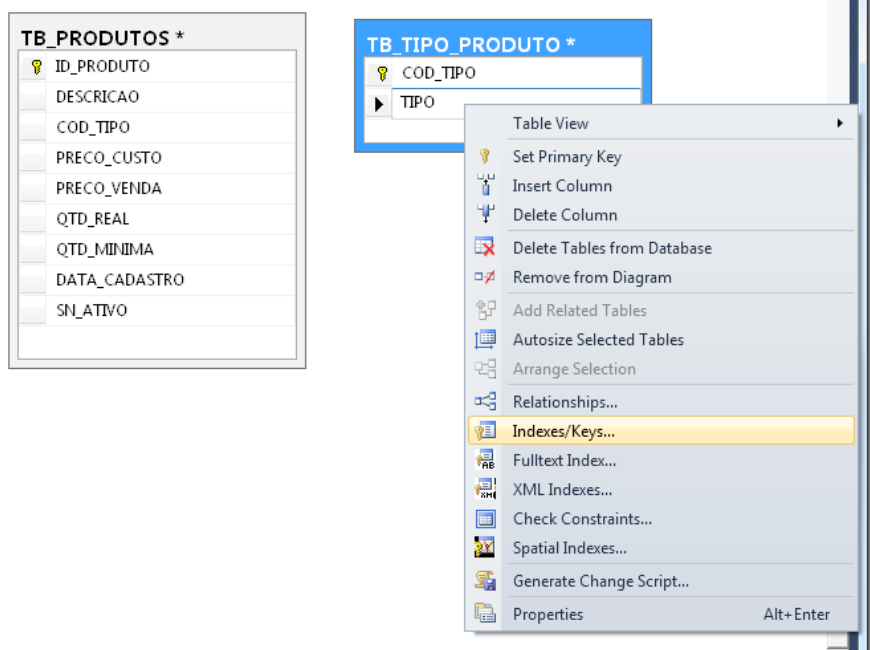 TB_PRODUTOS *
ID_PRODUTO
DESCRICAO
COD_TIPO
PRECO_CUSTO
PRECO_VENDA
QTD_REAL
QTD_MINIMA
DATA_CADASTRO
SN_ATIVO
TB_TIPO_PRODUTO *
COD_TIPO
TIPO
Table View
Set Primary Key
Insert Column
Delete Column
Delete Tables from Database
Remove from Diagram
Add Related Tables
Autosize Selected Tables
Arrange Selection
Relationships...
Indexes/Keys...
Fulltext Index...
XML Indexes...
Check Constraints...
Spatial Indexes...
Generate Change Script...
Properties Alt+Enter